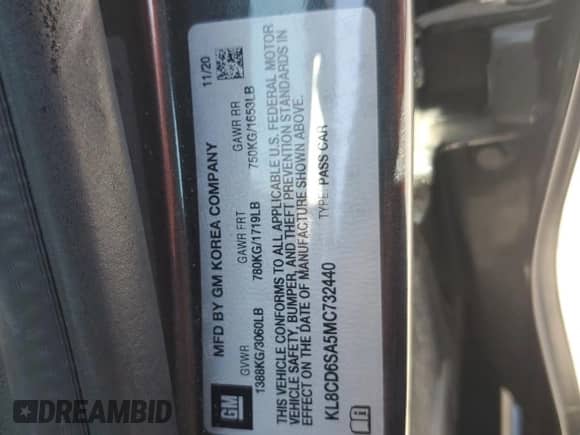 MFD BY GM KOREA COMPANY
11/20
GVWR GAWR FRT GAWR RR
1388KG/3060LB 780KG/1719LB 750KG/1653LB
THIS VEHICLE CONFORMS TO ALL APPLICABLE U.S. FEDERAL MOTOR
VEHICLE SAFETY, BUMPER, AND THEFT PREVENTION STANDARDS IN
EFFECT ON THE DATE OF MANUFACTURE SHOWN ABOVE.
TYPE: PASS CAR
KL8CD6SA5MC732440
GM
DREAMBID